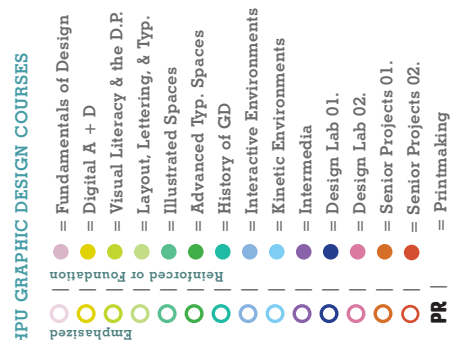 HPU GRAPHIC DESIGN COURSES
Emphasized
Reinforced or Foundation
= Fundamentals of Design
= Digital A + D
= Visual Literacy & the D.P.
= Layout, Lettering, & Typ.
= Illustrated Spaces
= Advanced Typ. Spaces
= History of GD
= Interactive Environments
= Kinetic Environments
= Intermedia
= Design Lab 01.
= Design Lab 02.
= Senior Projects 01.
= Senior Projects 02.
PR | = Printmaking